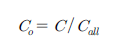 C_o = C / C_all